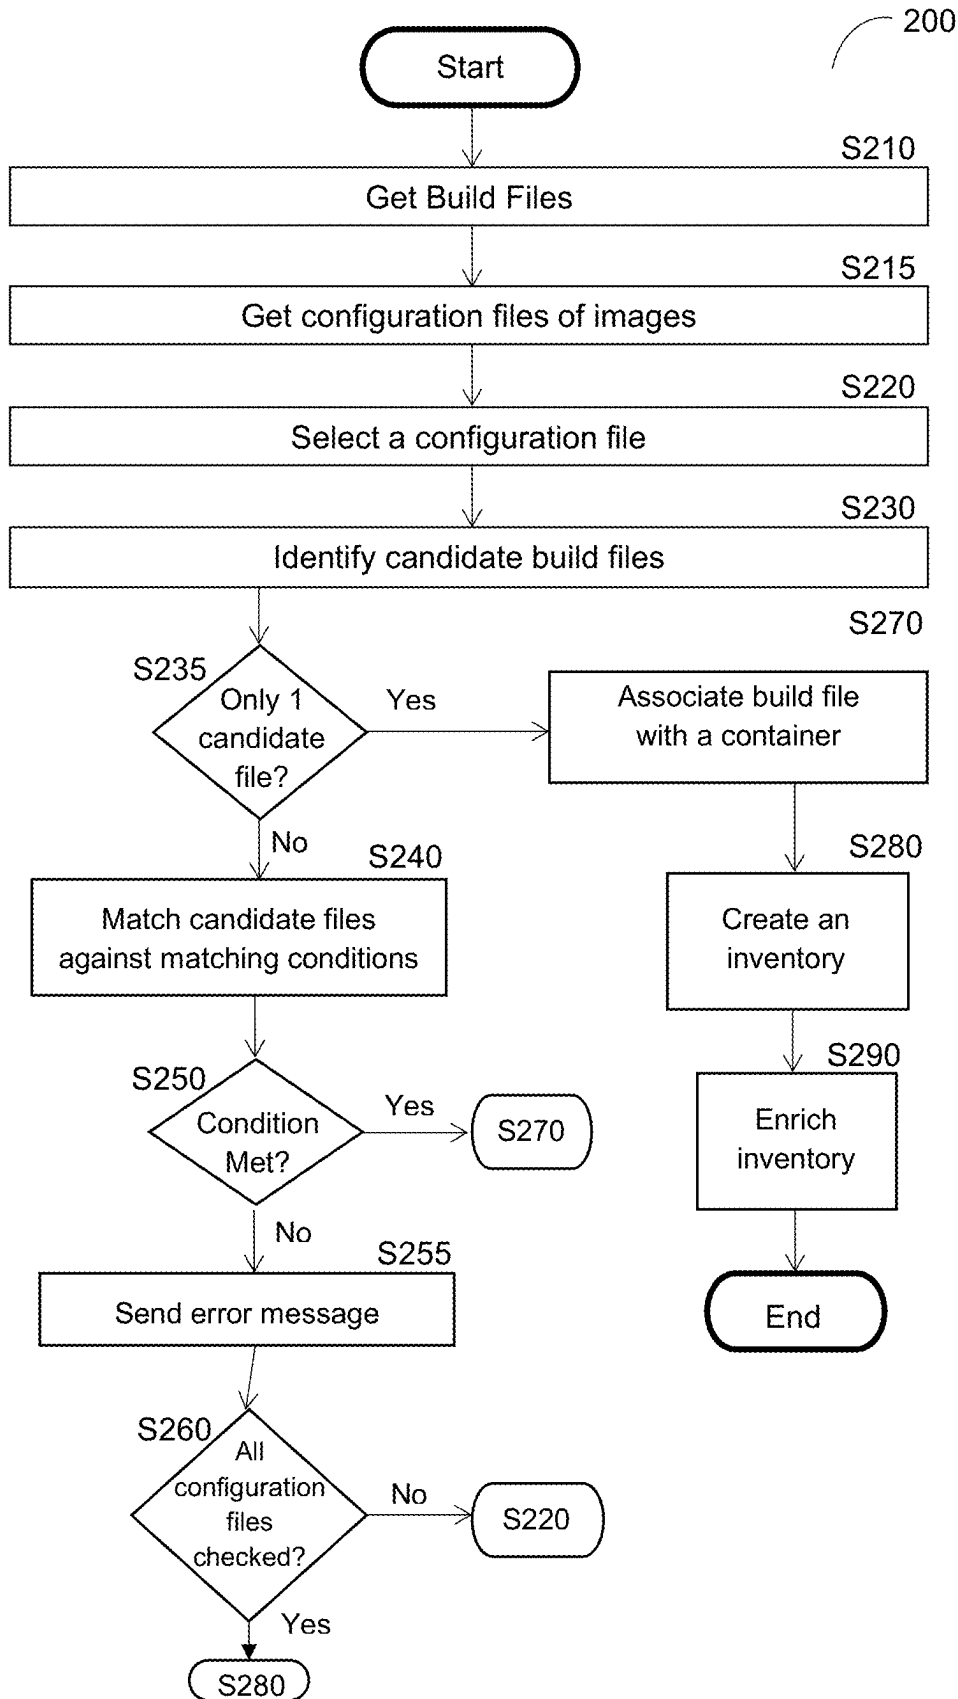 200
Start
S210
Get Build Files
S215
Get configuration files of images
S220
Select a configuration file
S230
Identify candidate build files
S270
S235
Only 1
candidate
file?
Yes
Associate build file
with a container
No
S240
Match candidate files
against matching conditions
S280
Create an
inventory
S250
Condition
Met?
Yes
S270
S290
Enrich
inventory
No
S255
Send error message
End
S260
All
configuration
files
checked?
No
S220
Yes
S280